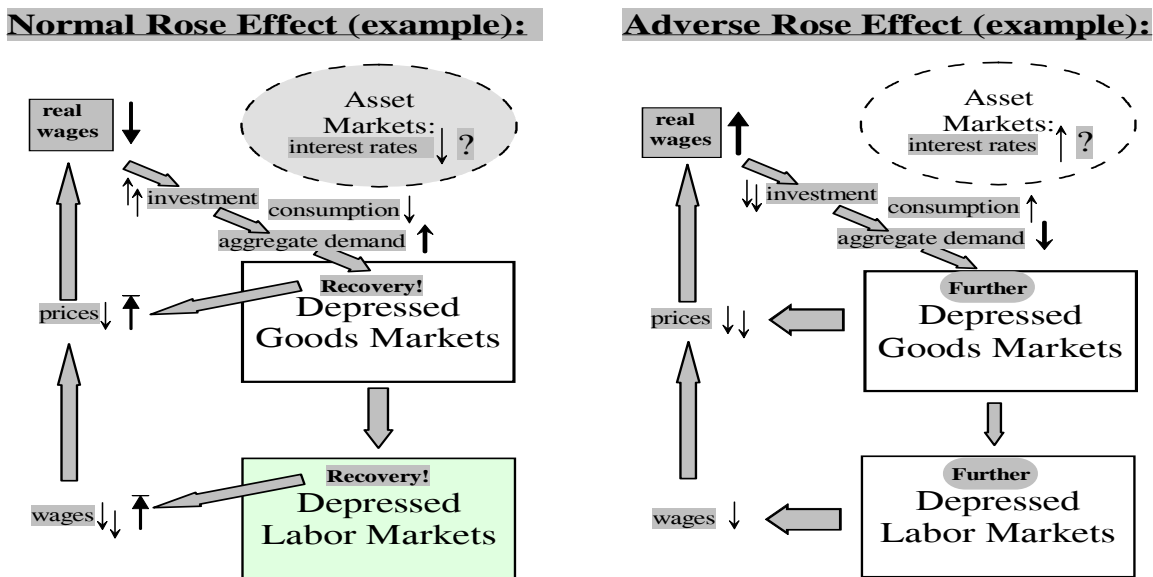 Normal Rose Effect (example):
real
wages
Asset
Markets:
interest rates
?
investment
consumption
aggregate demand
Recovery!
Depressed
Goods Markets
prices
Recovery!
Depressed
Labor Markets
wages
Adverse Rose Effect (example):
real
wages
Asset
Markets:
interest rates
?
investment
consumption
aggregate demand
Further
Depressed
Goods Markets
prices
Further
Depressed
Labor Markets
wages